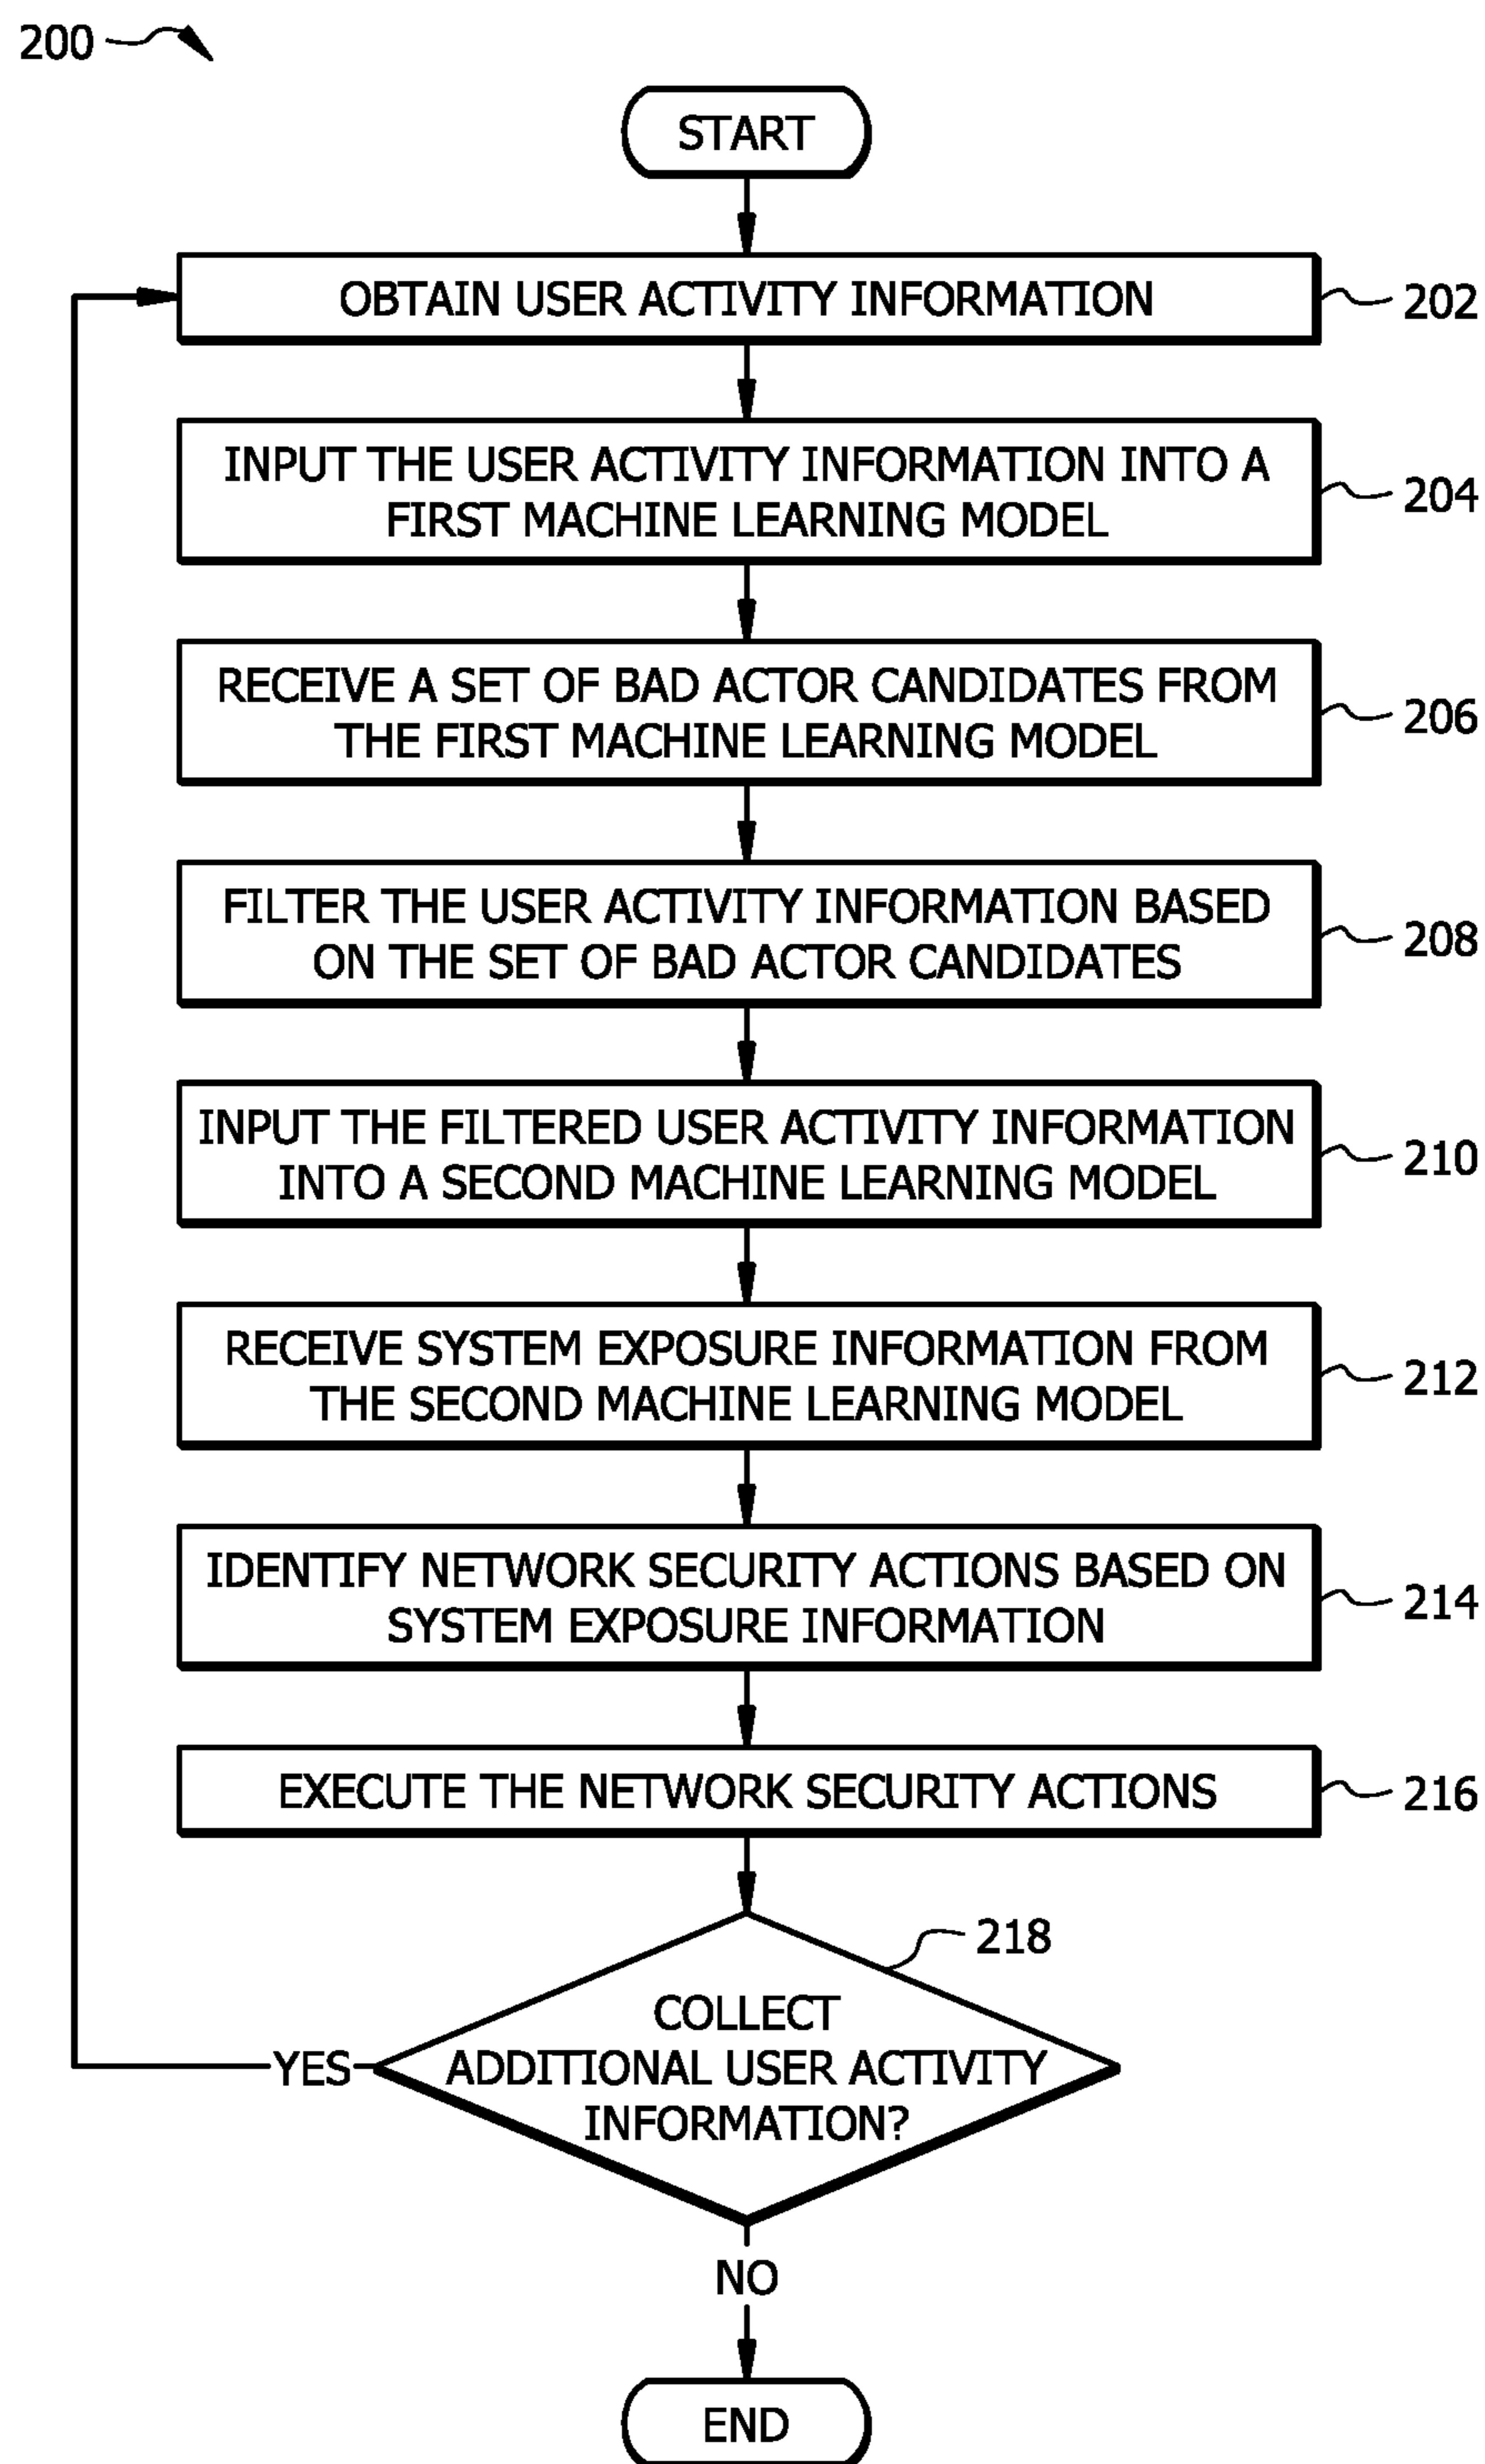 200
START
OBTAIN USER ACTIVITY INFORMATION
202
INPUT THE USER ACTIVITY INFORMATION INTO A
FIRST MACHINE LEARNING MODEL
204
RECEIVE A SET OF BAD ACTOR CANDIDATES FROM
THE FIRST MACHINE LEARNING MODEL
206
FILTER THE USER ACTIVITY INFORMATION BASED
ON THE SET OF BAD ACTOR CANDIDATES
208
INPUT THE FILTERED USER ACTIVITY INFORMATION
INTO A SECOND MACHINE LEARNING MODEL
210
RECEIVE SYSTEM EXPOSURE INFORMATION FROM
THE SECOND MACHINE LEARNING MODEL
212
IDENTIFY NETWORK SECURITY ACTIONS BASED ON
SYSTEM EXPOSURE INFORMATION
214
EXECUTE THE NETWORK SECURITY ACTIONS
216
218
COLLECT
ADDITIONAL USER ACTIVITY
INFORMATION?
YES
NO
END